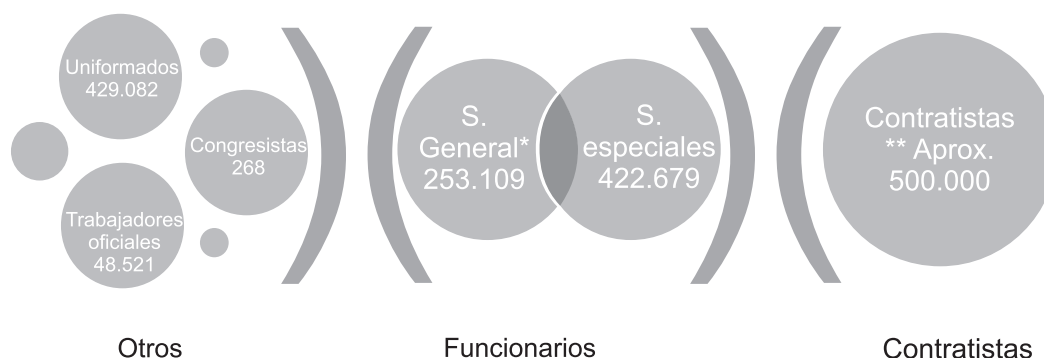 Uniformados
429.082
Congresistas
268
Trabajadores
oficiales
48.521
S.
General*
253.109
S.
especiales
422.679
Contratistas
** Aprox.
500.000
Otros
Funcionarios
Contratistas